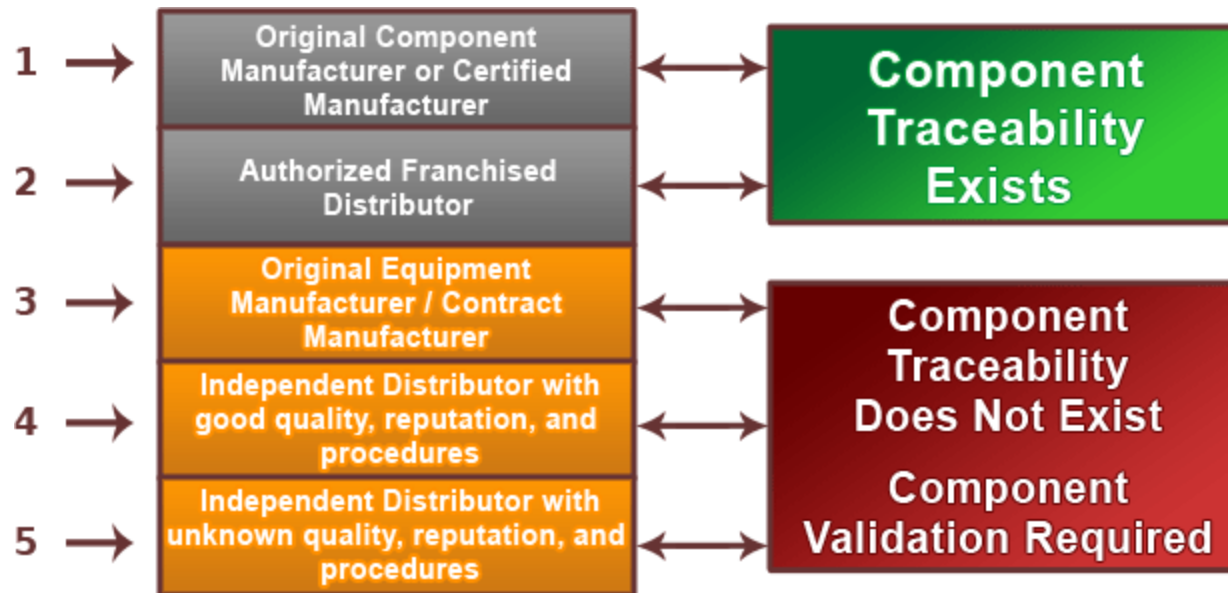 1
Original Component
Manufacturer or Certified
Manufacturer
2
Authorized Franchised
Distributor
Component
Traceability
Exists
3
Original Equipment
Manufacturer / Contract
Manufacturer
4
Independent Distributor with
good quality, reputation, and
procedures
5
Independent Distributor with
unknown quality, reputation, and
procedures
Component
Traceability
Does Not Exist
Component
Validation Required